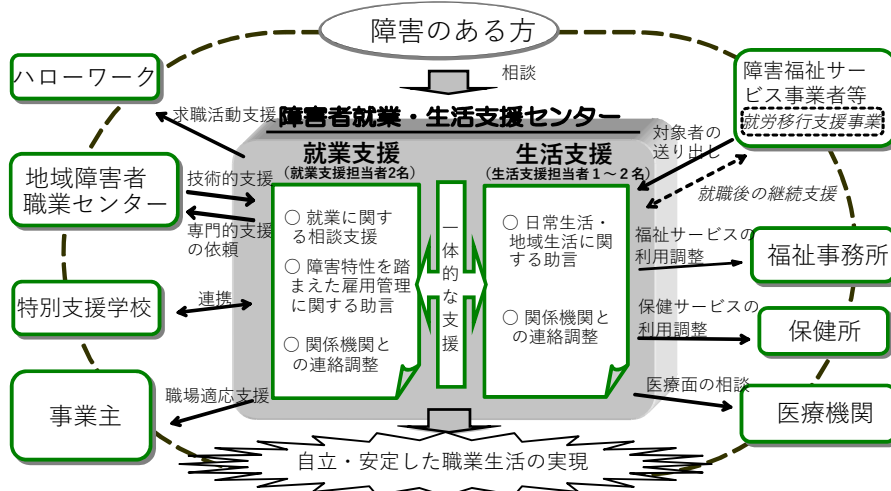 障害のある方
相談
ハローワーク
求職活動支援
地域障害者
職業センター
技術的支援
専門的支援
の依頼
特別支援学校
連携
事業主
職場適応支援
障害者就業・生活支援センター
就業支援
（就業支援担当者2名）
〇 就業に関す
る相談支援
〇 障害特性を踏
まえた雇用管理
に関する助言
〇 関係機関と
の連絡調整
一体的な支援
生活支援
（生活支援担当者１～２名）
〇 日常生活・
地域生活に関
する助言
〇 関係機関と
の連絡調整
障害福祉サー
ビス事業者等
就労移行支援事業
対象者の
送り出し
就職後の継続支援
福祉サービスの
利用調整
福祉事務所
保健サービスの
利用調整
保健所
医療面の相談
医療機関
自立・安定した職業生活の実現